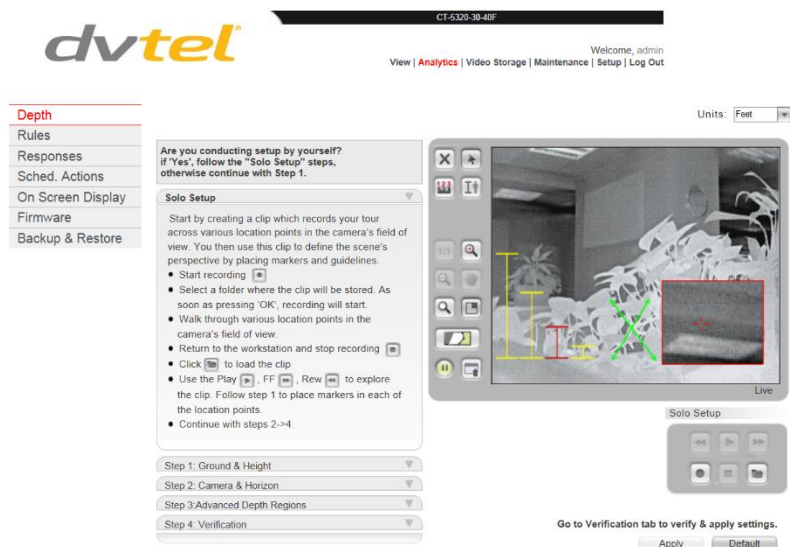 CT-5320-30-40F
dvtel
Welcome, admin
View | Analytics | Video Storage | Maintenance | Setup | Log Out
Depth
Rules
Responses
Sched. Actions
On Screen Display
Firmware
Backup & Restore
Units: Feet
Are you conducting setup by yourself?
if 'Yes', follow the "Solo Setup" steps,
otherwise continue with Step 1.
Solo Setup
Start by creating a clip which records your tour
across various location points in the camera's field of
view. You then use this clip to define the scene's
perspective by placing markers and guidelines.
• Start recording
• Select a folder where the clip will be stored. As
soon as pressing 'OK', recording will start.
• Walk through various location points in the
camera's field of view.
• Return to the workstation and stop recording
• Click to load the clip
• Use the Play , FF , Rew to explore
the clip. Follow step 1 to place markers in each of
the location points.
• Continue with steps 2->4.
Step 1: Ground & Height
Step 2: Camera & Horizon
Step 3:Advanced Depth Regions
Step 4: Verification
123
1:1
Live
Solo Setup
Go to Verification tab to verify & apply settings.
Apply Default